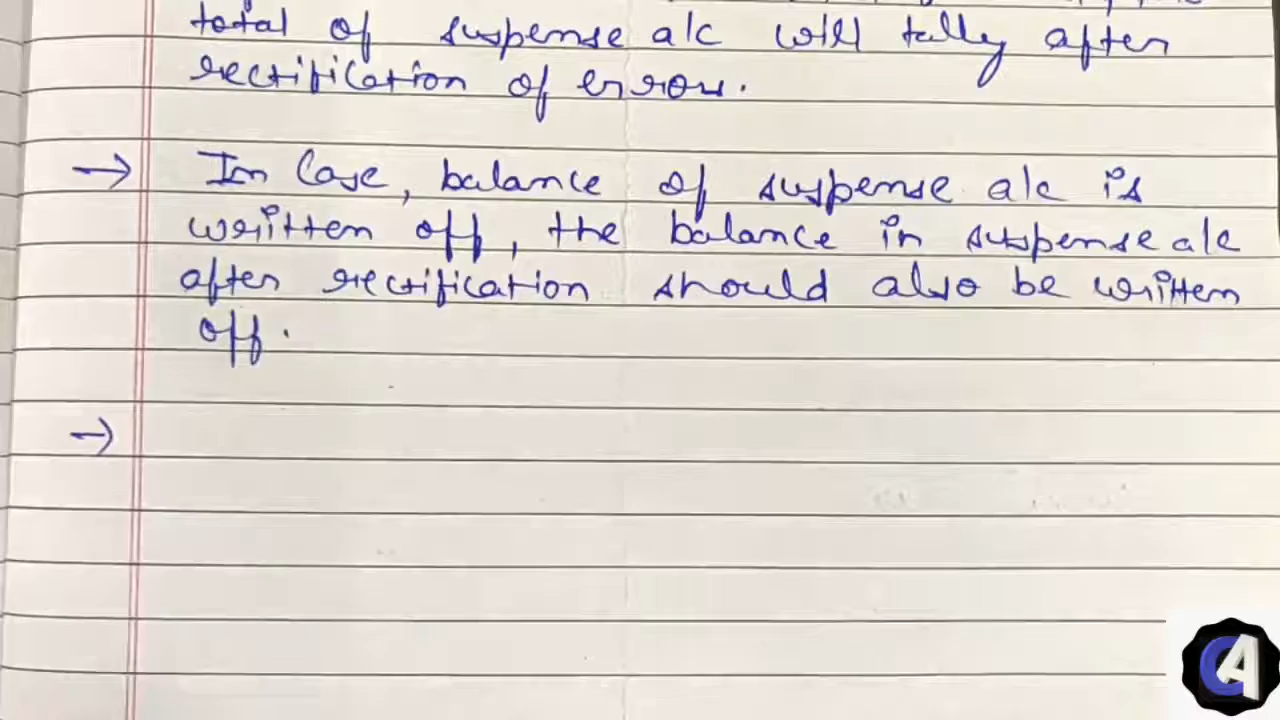 total of suspense a/c will tally after
rectification of errors.
→ In Case, balance of suspense a/c is
written off, the balance in suspense a/c
after rectification should also be written
off.
→
CA